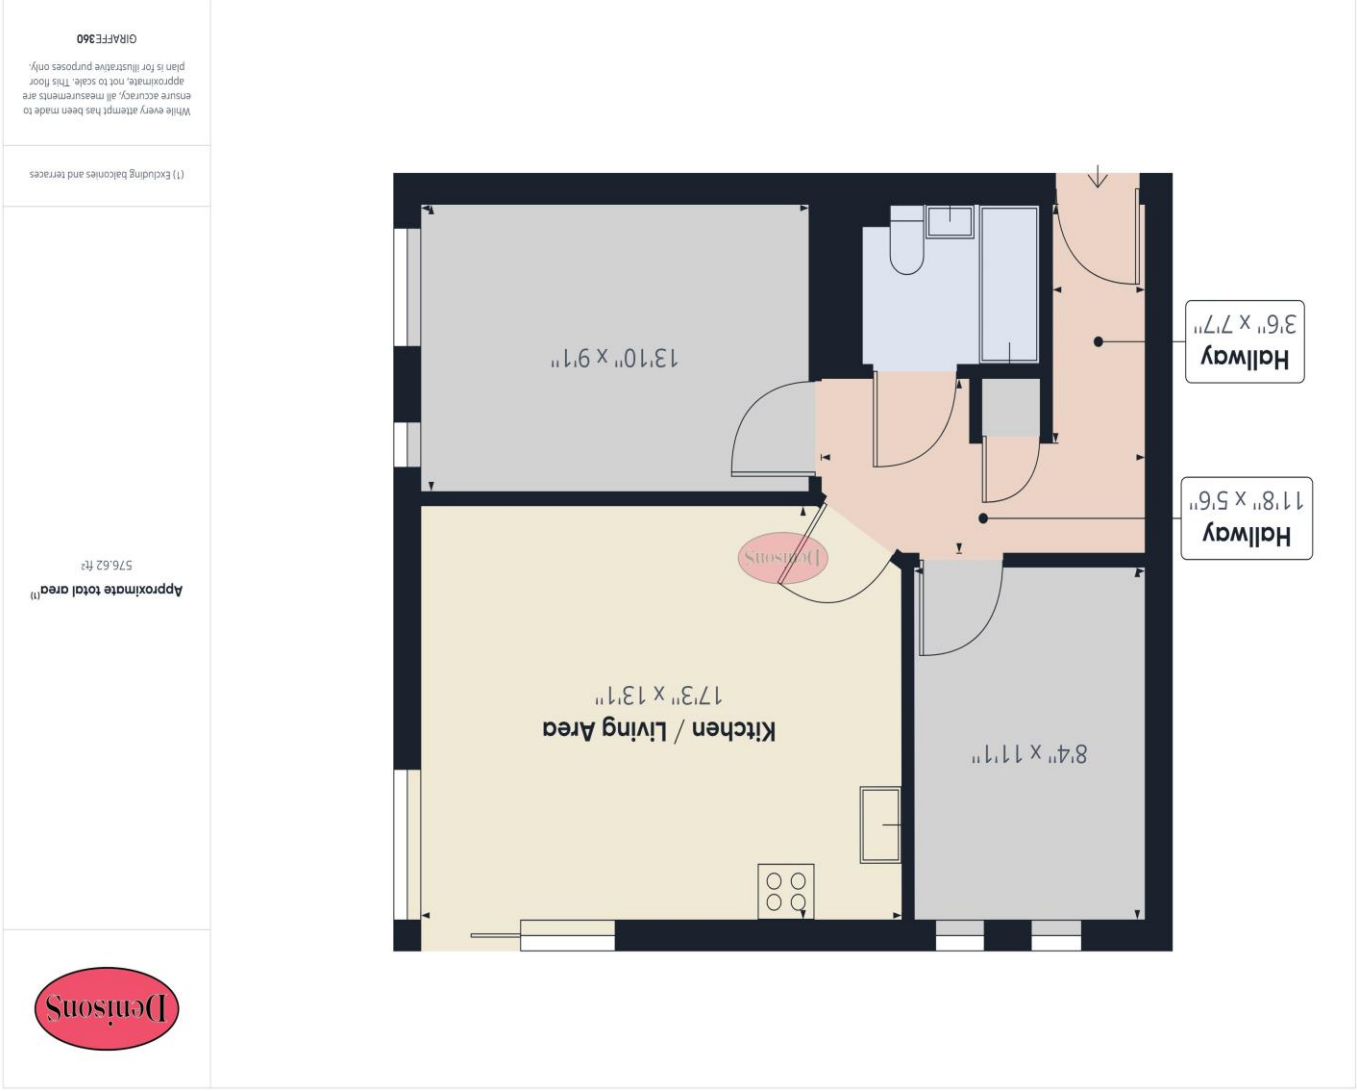 Denisons
Approximate total area(1)
576.62 ft²
(1) Excluding balconies and terraces
While every attempt has been made to
ensure accuracy, all measurements are
approximate, not to scale. This floor
plan is for illustrative purposes only.
GIRAFFE360
8'4" x 11'1"
Kitchen / Living Area
17'3" x 13'1"
Denisons
Hallway
11'8" x 5'6"
Hallway
3'6" x 7'7"
13'10" x 9'1"